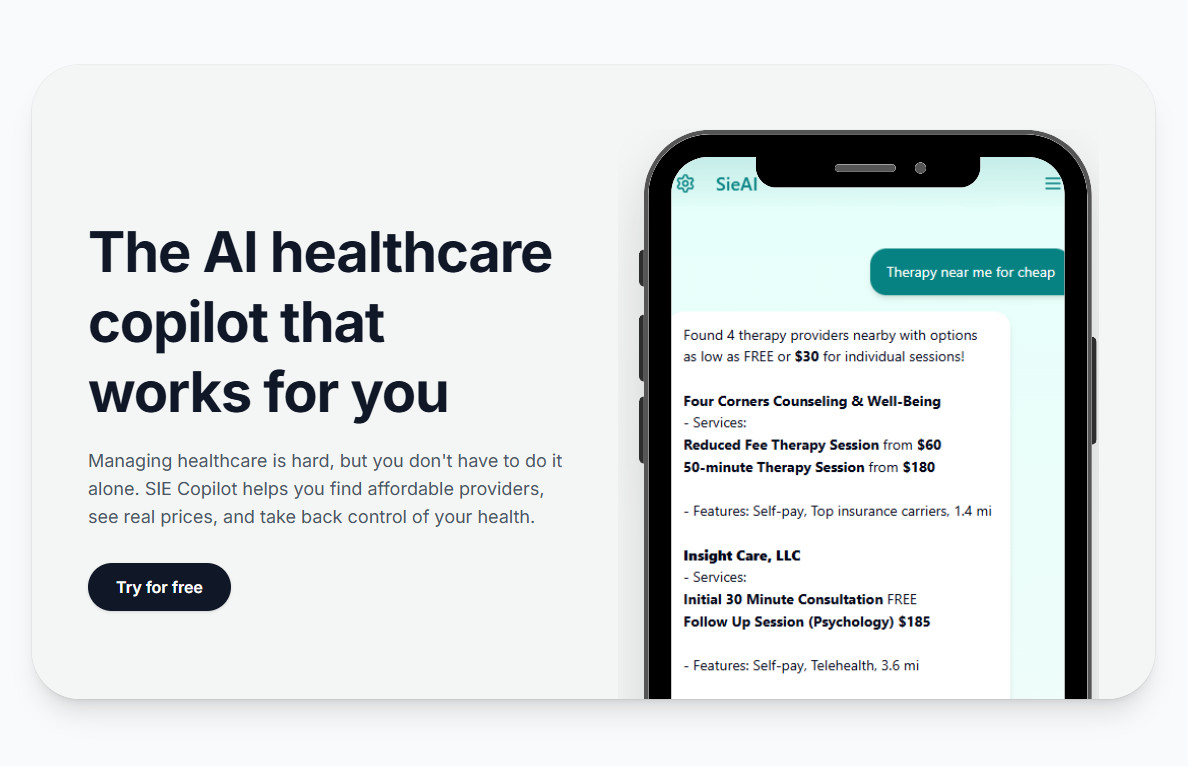 The AI healthcare
copilot that
works for you
Managing healthcare is hard, but you don't have to do it
alone. SIE Copilot helps you find affordable providers,
see real prices, and take back control of your health.
Try for free
SieAI
Therapy near me for cheap
Found 4 therapy providers nearby with options
as low as FREE or $30 for individual sessions!
Four Corners Counseling & Well-Being
- Services:
Reduced Fee Therapy Session from $60
50-minute Therapy Session from $180
- Features: Self-pay, Top insurance carriers, 1.4 mi
Insight Care, LLC
- Services:
Initial 30 Minute Consultation FREE
Follow Up Session (Psychology) $185
- Features: Self-pay, Telehealth, 3.6 mi